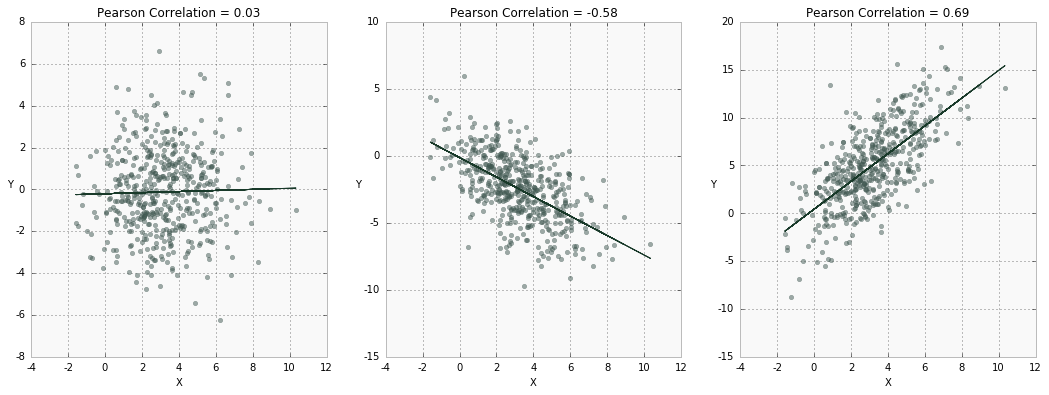 Pearson Correlation = 0.03
8
6
4
2
Y
0
-2
-4
-6
-8
-4 -2 0 2 4 6 8 10 12
X
Pearson Correlation = -0.58
10
5
0
Y
-5
-10
-15
-4 -2 0 2 4 6 8 10 12
X
Pearson Correlation = 0.69
20
15
10
5
Y
0
-5
-10
-15
-4 -2 0 2 4 6 8 10 12
X